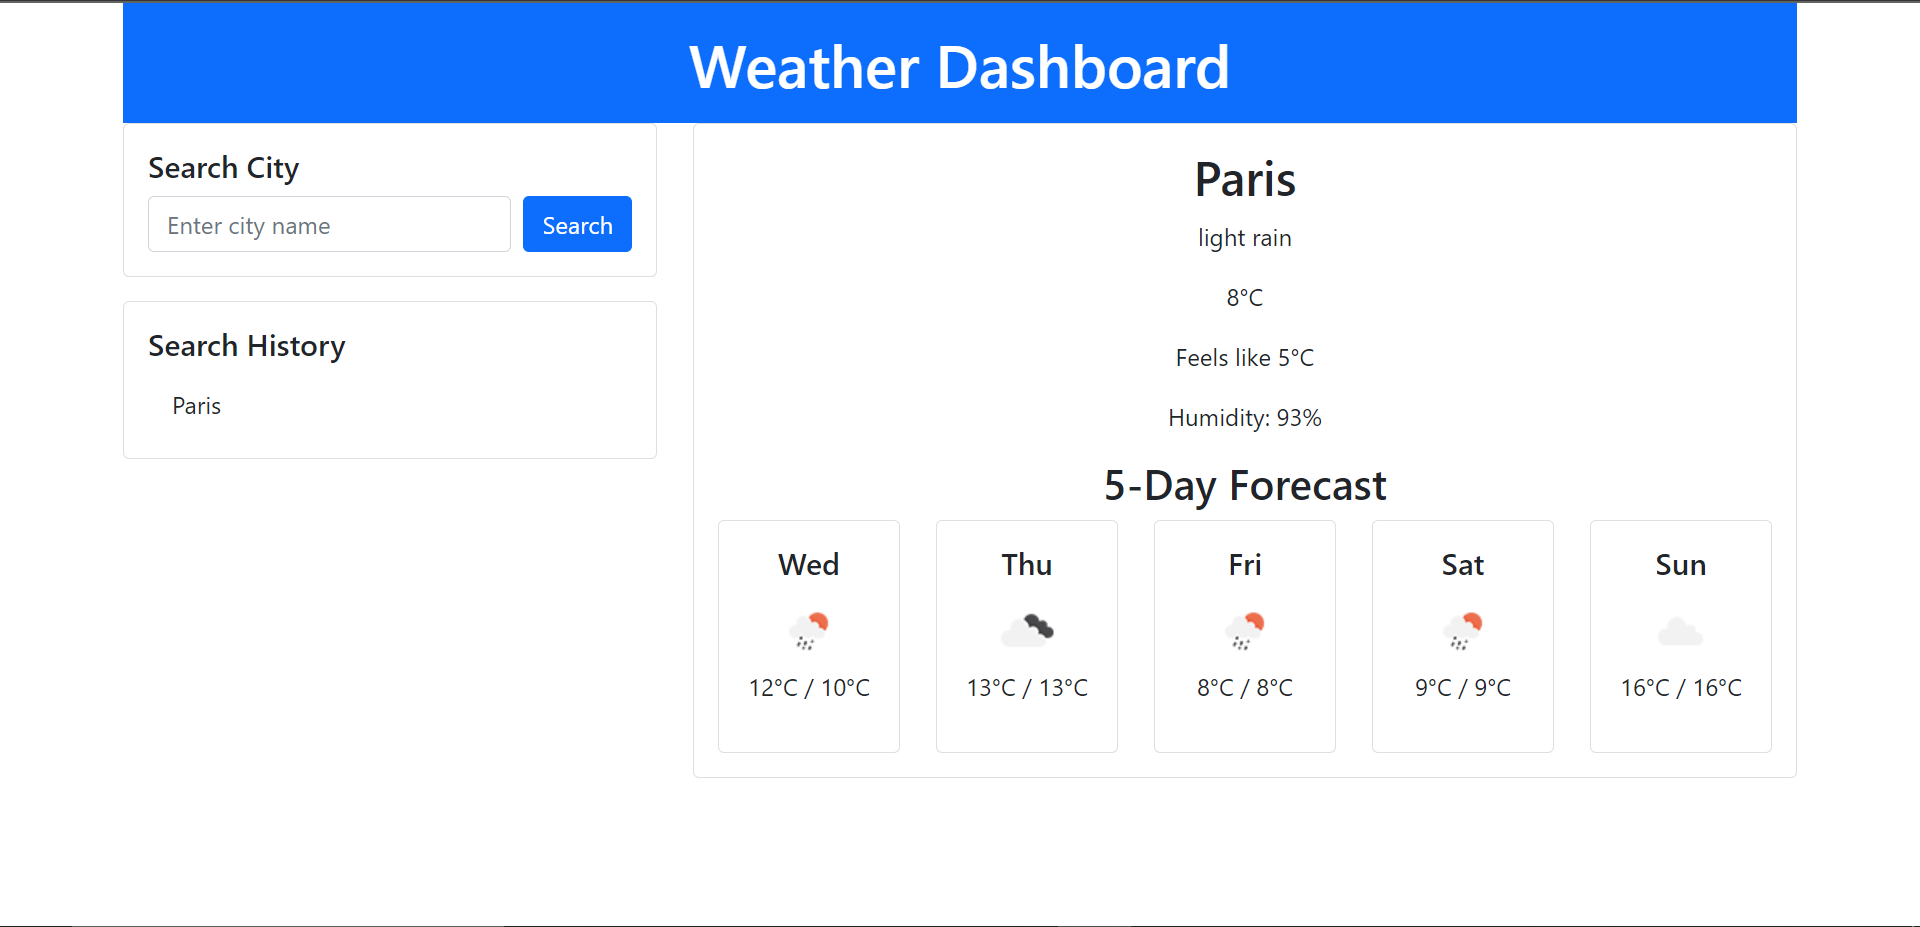 Weather Dashboard
Search City
Enter city name
Search
Search History
Paris
Paris
light rain
8°C
Feels like 5°C
Humidity: 93%
5-Day Forecast
Wed
12°C / 10°C
Thu
13°C / 13°C
Fri
8°C / 8°C
Sat
9°C / 9°C
Sun
16°C / 16°C